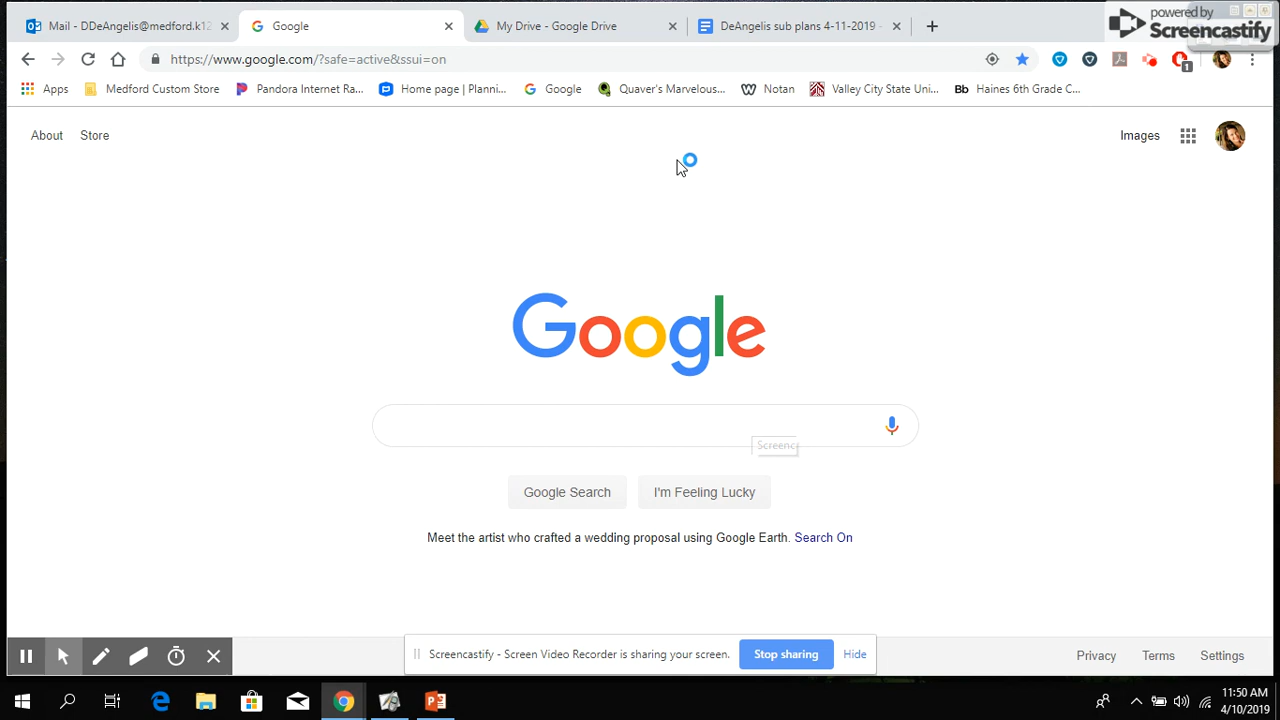 Mail - DDeAngelis@medford.k12
Google
My Drive - Google Drive
DeAngelis sub plans 4-11-2019 -
powered by
Screencastify
https://www.google.com/?safe=active&ssui=on
1
Apps
Medford Custom Store
Pandora Internet Ra...
Home page | Planni...
Google
Quaver's Marvelous...
Notan
Valley City State Uni...
Bb
Haines 6th Grade C...
About
Store
Images
Google
Screenc
Google Search
I'm Feeling Lucky
Meet the artist who crafted a wedding proposal using Google Earth. Search On
Screencastify - Screen Video Recorder is sharing your screen.
Stop sharing
Hide
Privacy
Terms
Settings
11:50 AM
4/10/2019